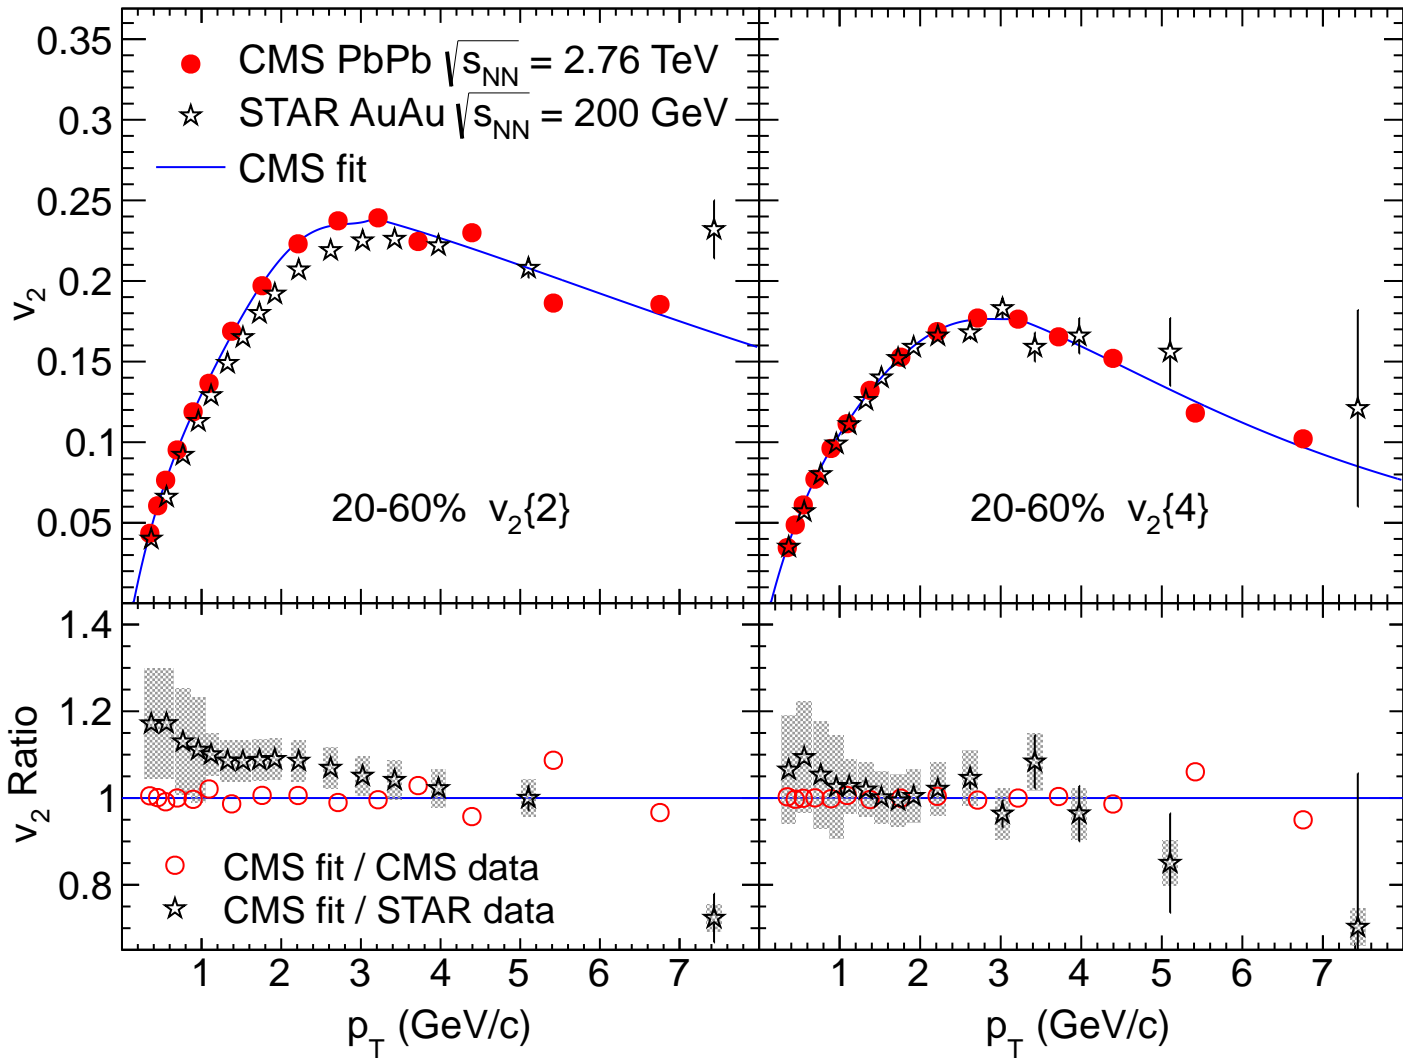 0.35
0.3
0.25
0.2
0.15
0.1
0.05
v2
CMS PbPb √sNN = 2.76 TeV
STAR AuAu √sNN = 200 GeV
CMS fit
20-60% v2{2}
20-60% v2{4}
1.4
1.2
1
0.8
v2 Ratio
CMS fit / CMS data
CMS fit / STAR data
1 2 3 4 5 6 7
1 2 3 4 5 6 7
pT (GeV/c)
pT (GeV/c)